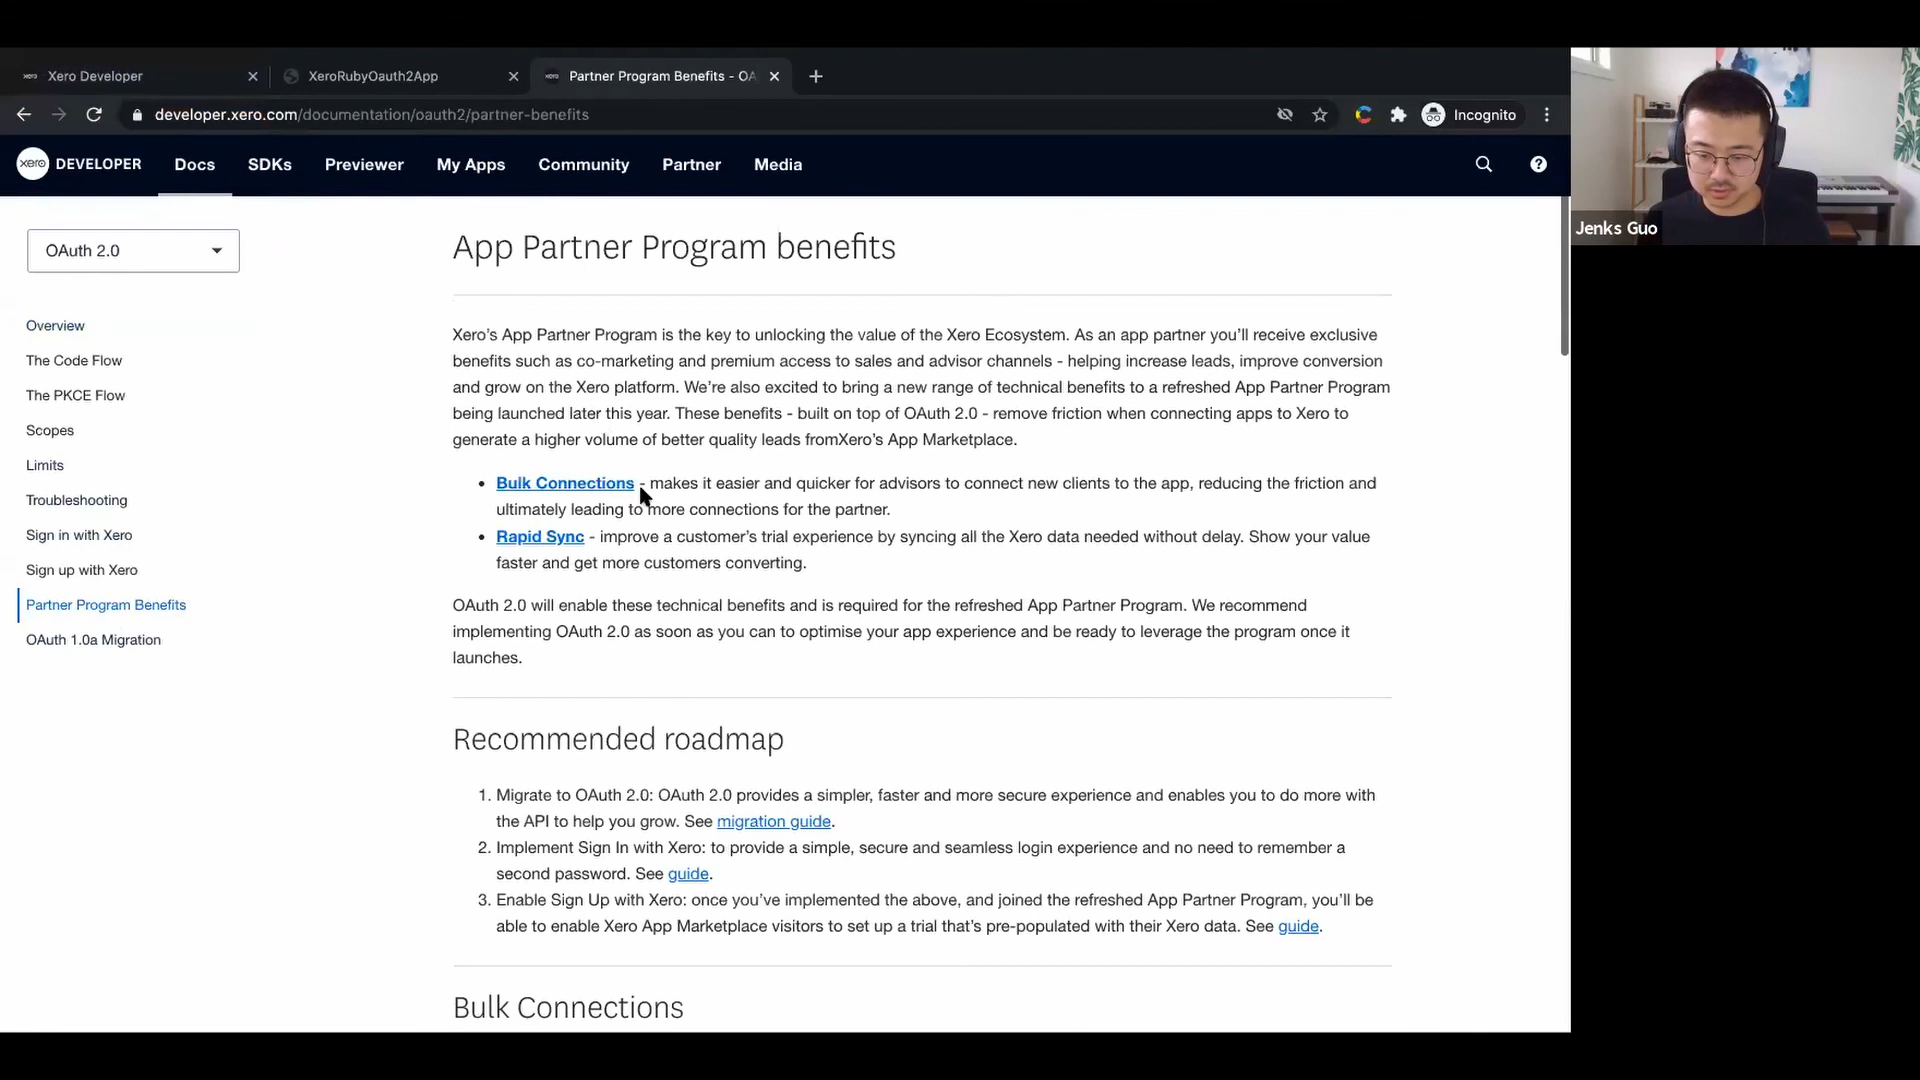 Xero Developer
XeroRubyOauth2App
Partner Program Benefits - OA
developer.xero.com/documentation/oauth2/partner-benefits
Incognito
xero DEVELOPER
Docs
SDKs
Previewer
My Apps
Community
Partner
Media
Jenks Guo
OAuth 2.0
Overview
The Code Flow
The PKCE Flow
Scopes
Limits
Troubleshooting
Sign in with Xero
Sign up with Xero
Partner Program Benefits
OAuth 1.0a Migration
App Partner Program benefits
Xero’s App Partner Program is the key to unlocking the value of the Xero Ecosystem. As an app partner you’ll receive exclusive
benefits such as co-marketing and premium access to sales and advisor channels - helping increase leads, improve conversion
and grow on the Xero platform. We’re also excited to bring a new range of technical benefits to a refreshed App Partner Program
being launched later this year. These benefits - built on top of OAuth 2.0 - remove friction when connecting apps to Xero to
generate a higher volume of better quality leads fromXero’s App Marketplace.
• Bulk Connections - makes it easier and quicker for advisors to connect new clients to the app, reducing the friction and
ultimately leading to more connections for the partner.
• Rapid Sync - improve a customer’s trial experience by syncing all the Xero data needed without delay. Show your value
faster and get more customers converting.
OAuth 2.0 will enable these technical benefits and is required for the refreshed App Partner Program. We recommend
implementing OAuth 2.0 as soon as you can to optimise your app experience and be ready to leverage the program once it
launches.
Recommended roadmap
1. Migrate to OAuth 2.0: OAuth 2.0 provides a simpler, faster and more secure experience and enables you to do more with
the API to help you grow. See migration guide.
2. Implement Sign In with Xero: to provide a simple, secure and seamless login experience and no need to remember a
second password. See guide.
3. Enable Sign Up with Xero: once you’ve implemented the above, and joined the refreshed App Partner Program, you’ll be
able to enable Xero App Marketplace visitors to set up a trial that’s pre-populated with their Xero data. See guide.
Bulk Connections